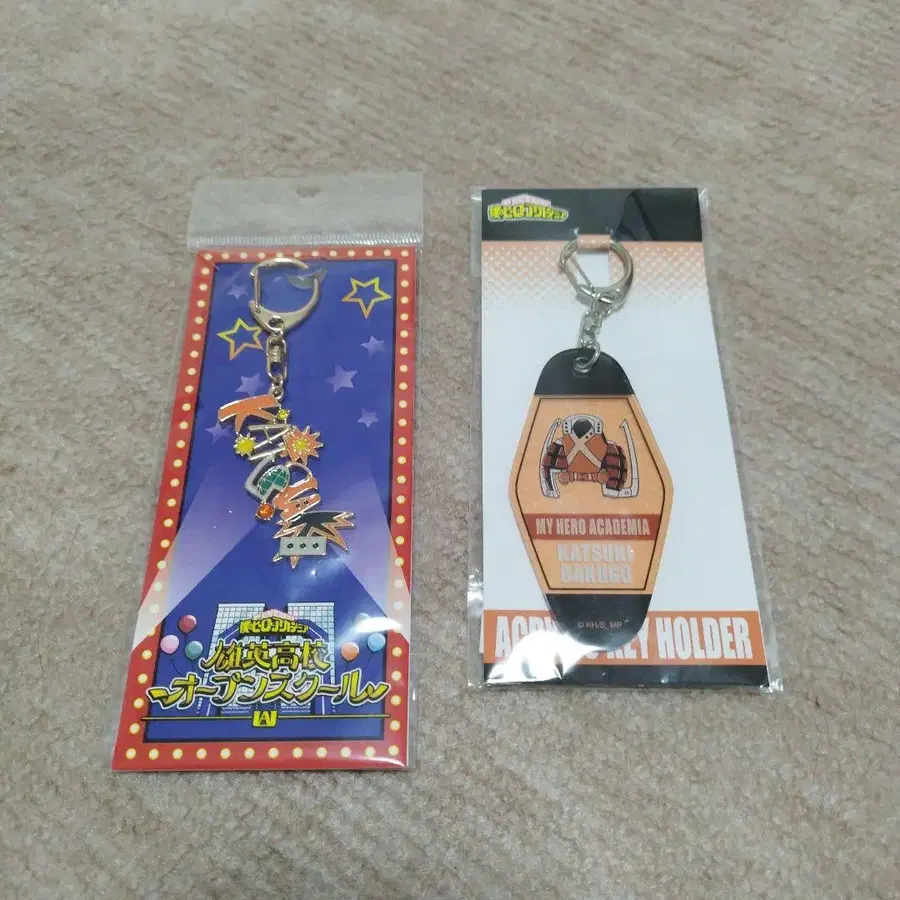 KATSUKI
僕のヒーローアカデミア
雄英高校
オープンスクール
UA
僕のヒーローアカデミア
MY HERO ACADEMIA
KATSUKI
BAKUGO
© KH/S, MP
KEY HOLDER